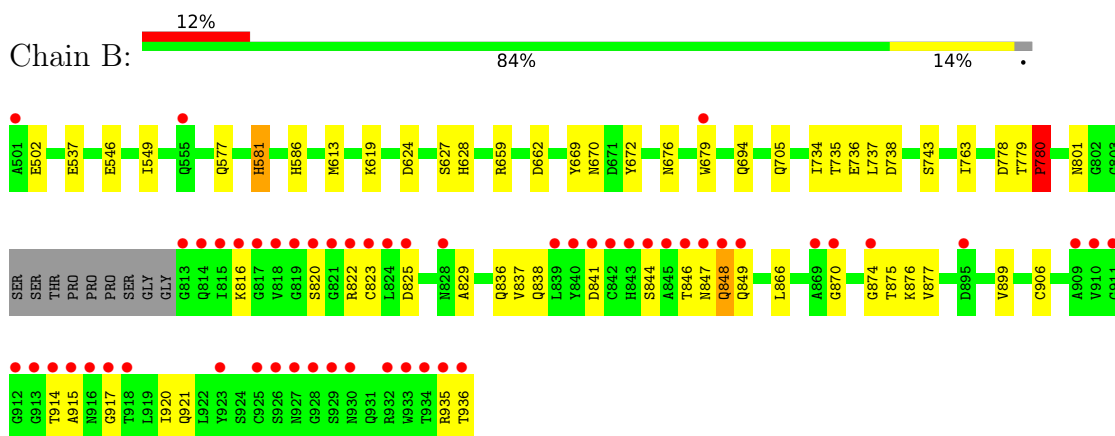 12%
Chain B:
84% 14% •
A501 E502 E537 E546 I549 Q555 Q577 H581 H586 M613 K619 D624 S627 H628 R659 D662 Y669 N670 D671 Y672 N676 W679 Q694 Q705 I734 T735 E736 L737 D738 S743 I763 D778 T779 P780 N801 G802 G803
SER SER THR PRO PRO PRO SER GLY GLY G813 Q814 I815 K816 G817 V818 G819 S820 G821 R822 C823 L824 D825 N828 A829 Q836 V837 Q838 L839 Y840 D841 C842 H843 S844 A845 T846 N847 Q848 Q849 L866 A869 G870 G874 T875 K876 V877 D895 V899 C906 A909 V910 S911
G912 G913 T914 A915 N916 G917 T918 L919 I920 Q921 L922 Y923 S924 C925 S926 N927 G928 S929 N930 Q931 R932 W933 T934 R935 T936